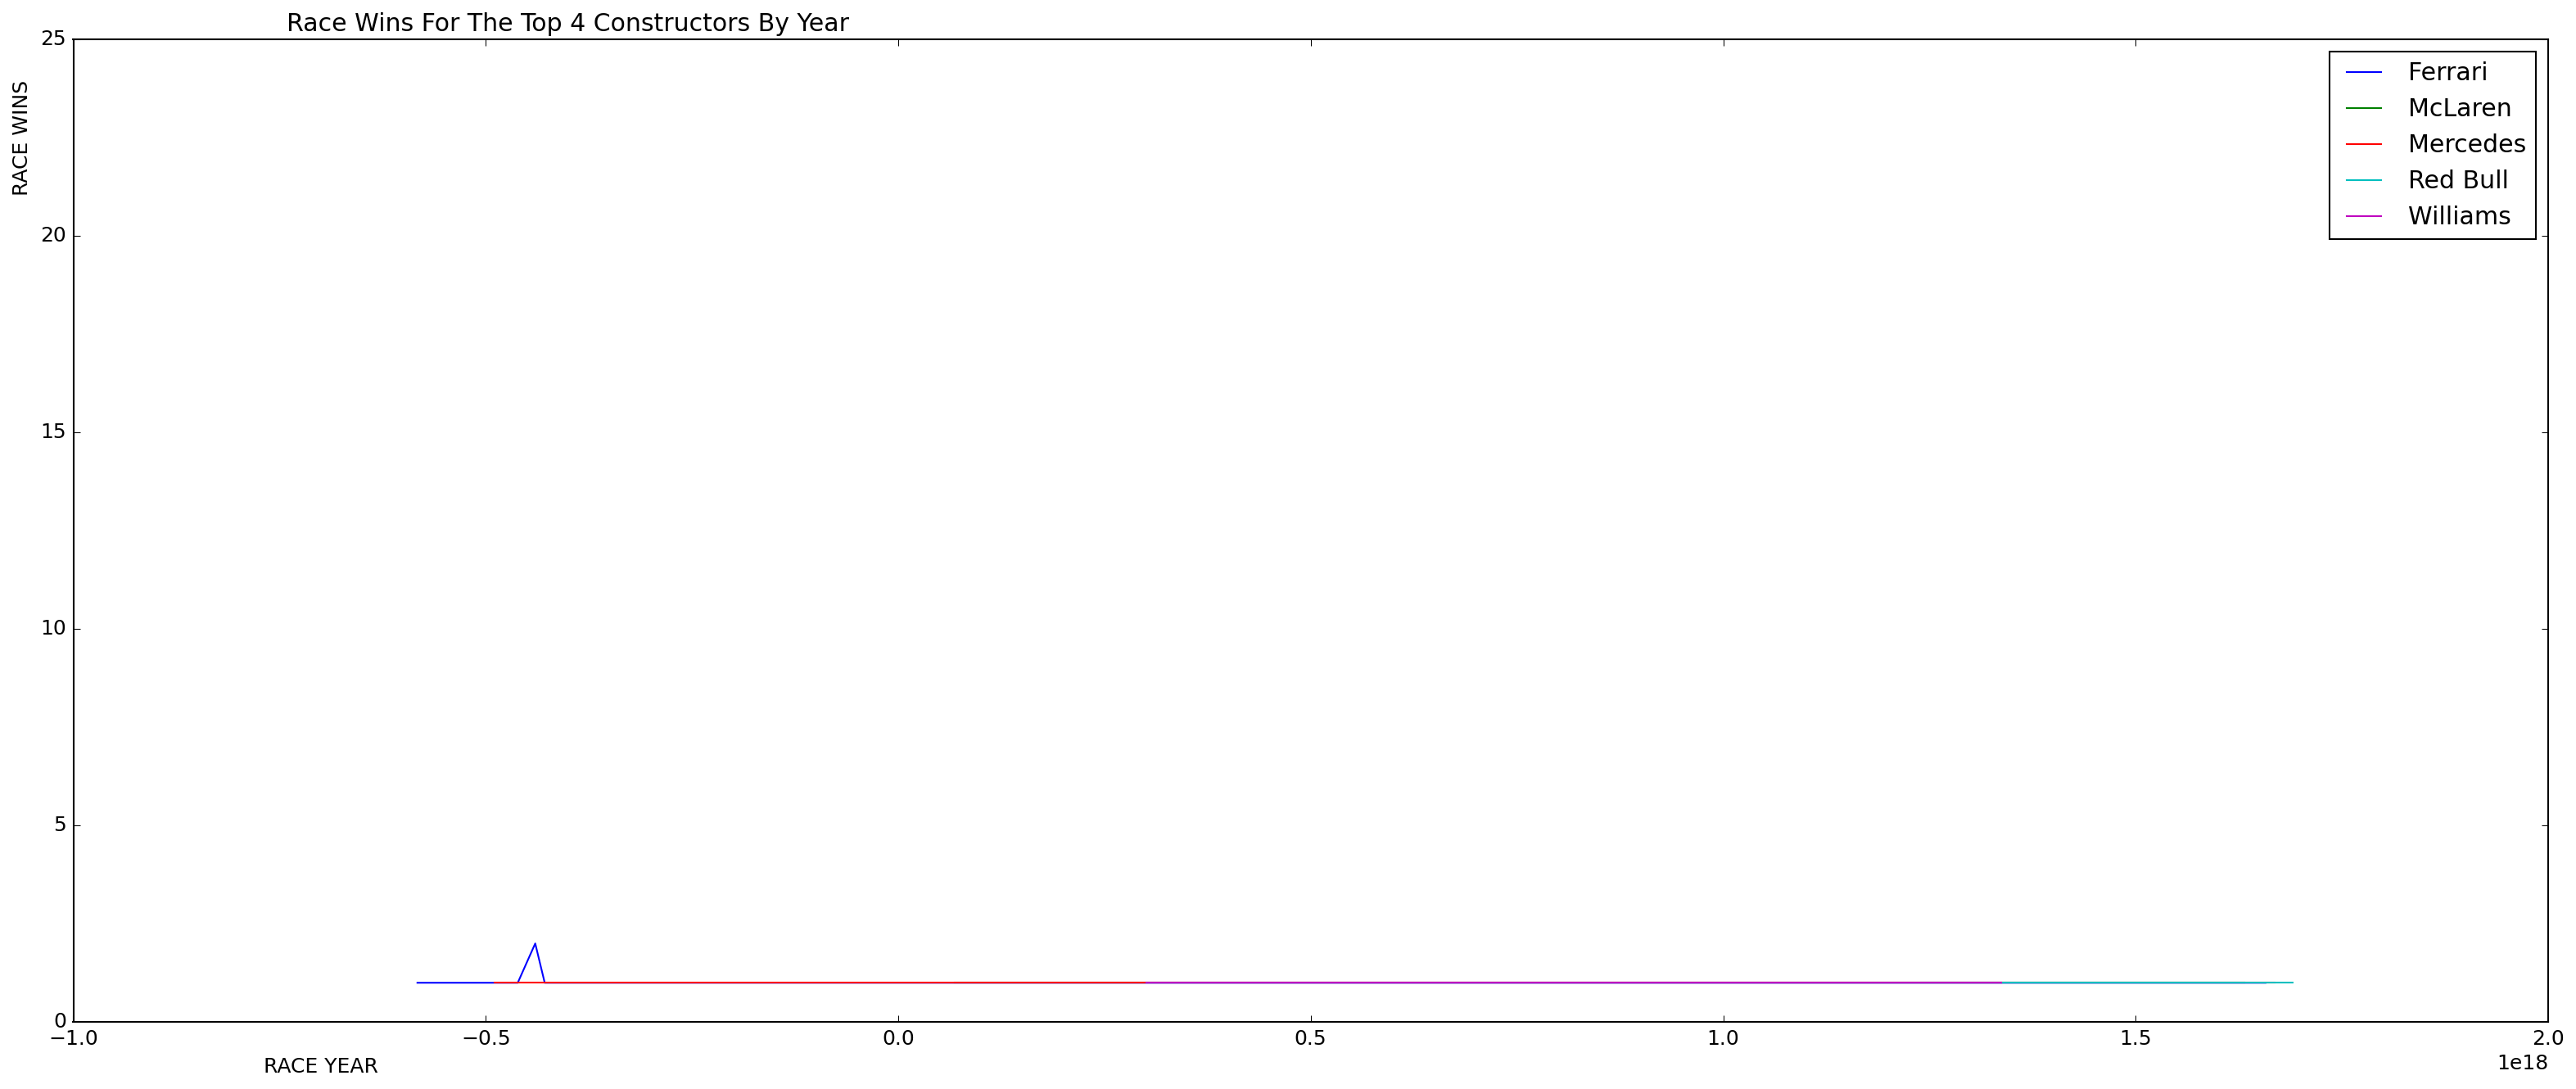 Race Wins For The Top 4 Constructors By Year
25
RACE WINS
20
15
10
5
0
Ferrari
McLaren
Mercedes
Red Bull
Williams
−1.0 −0.5 0.0 0.5 1.0 1.5 2.0
1e18
RACE YEAR